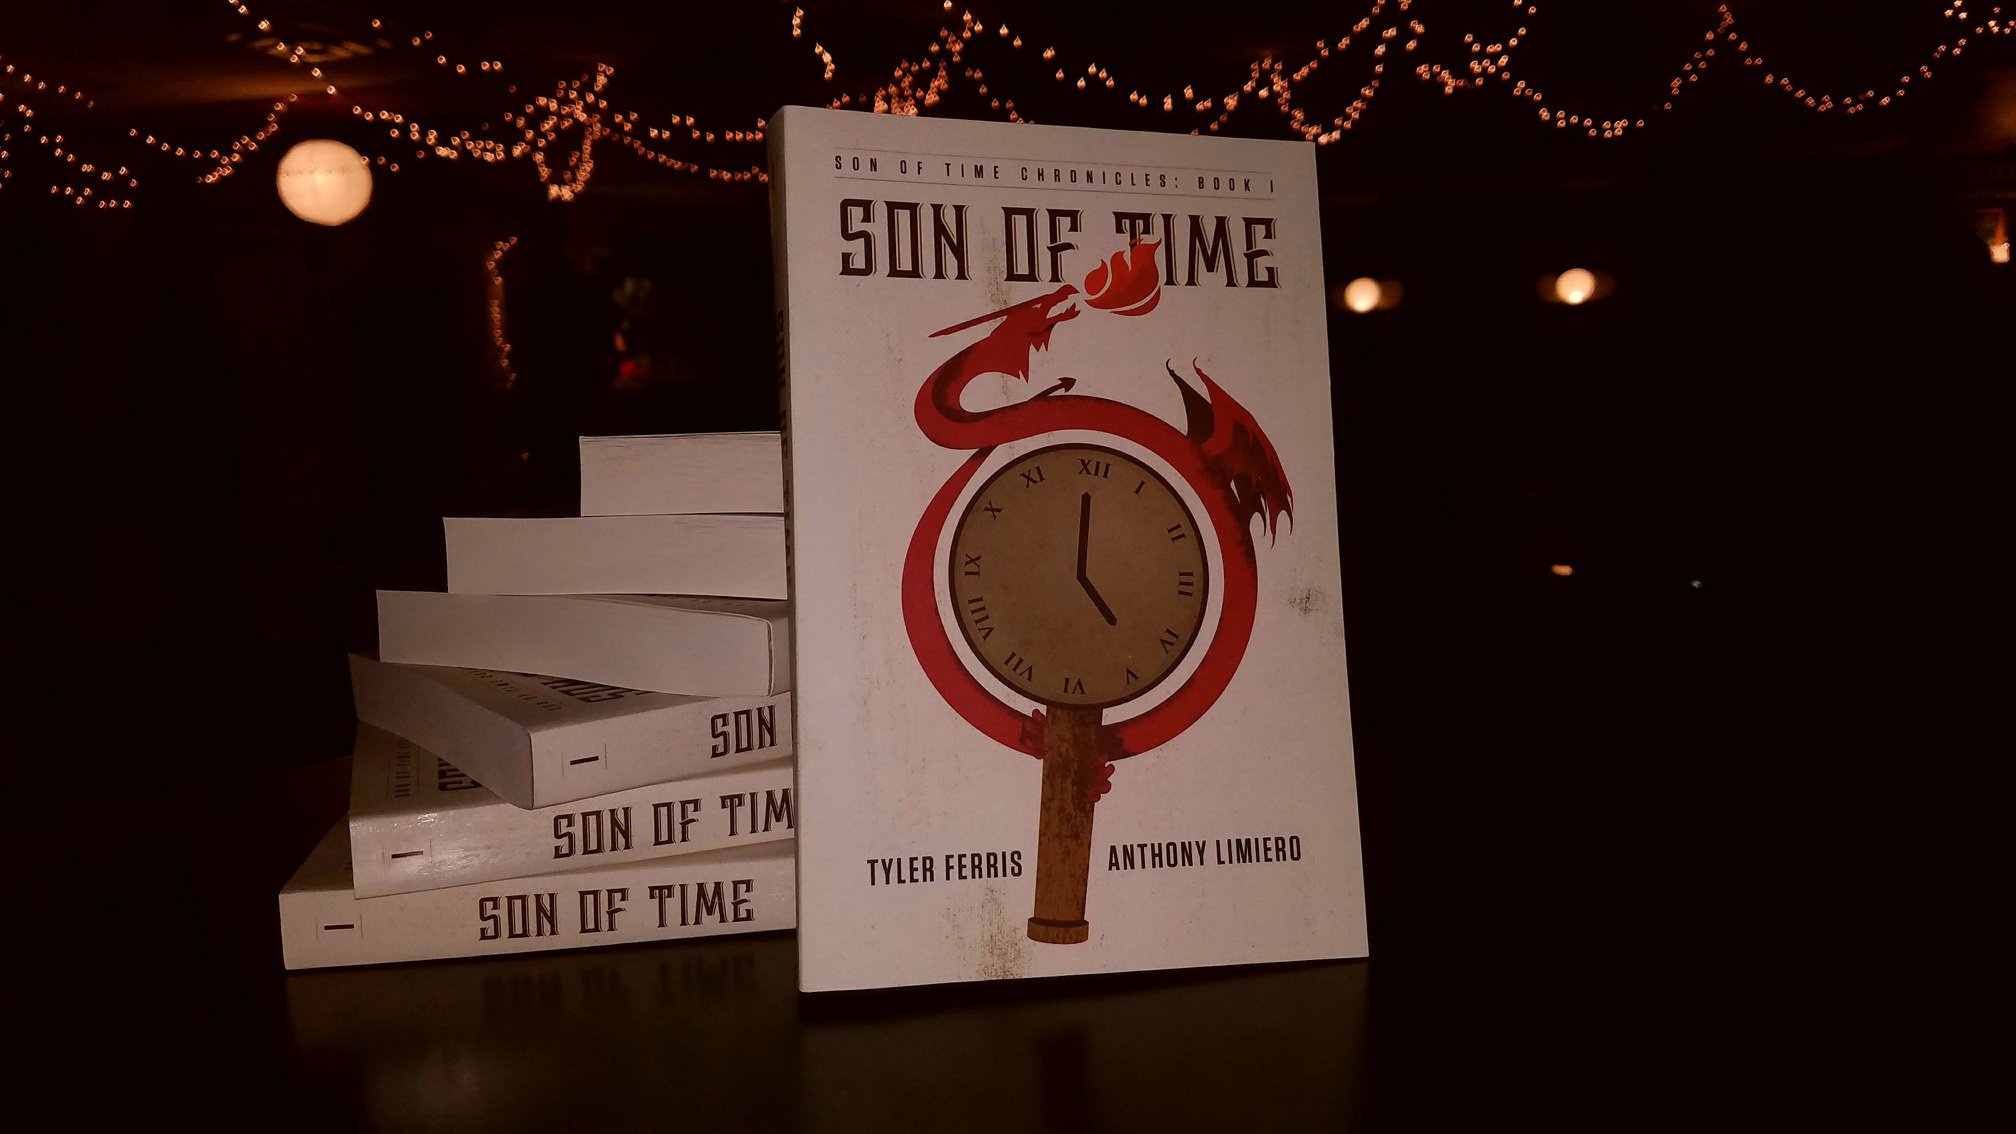 SON OF TIME CHRONICLES: BOOK I
SON OF TIME
XII
I
II
III
IV
V
VI
VII
VIII
IX
X
XI
TYLER FERRIS
ANTHONY LIMIERO
I SON
I SON OF TIM
I SON OF TIME